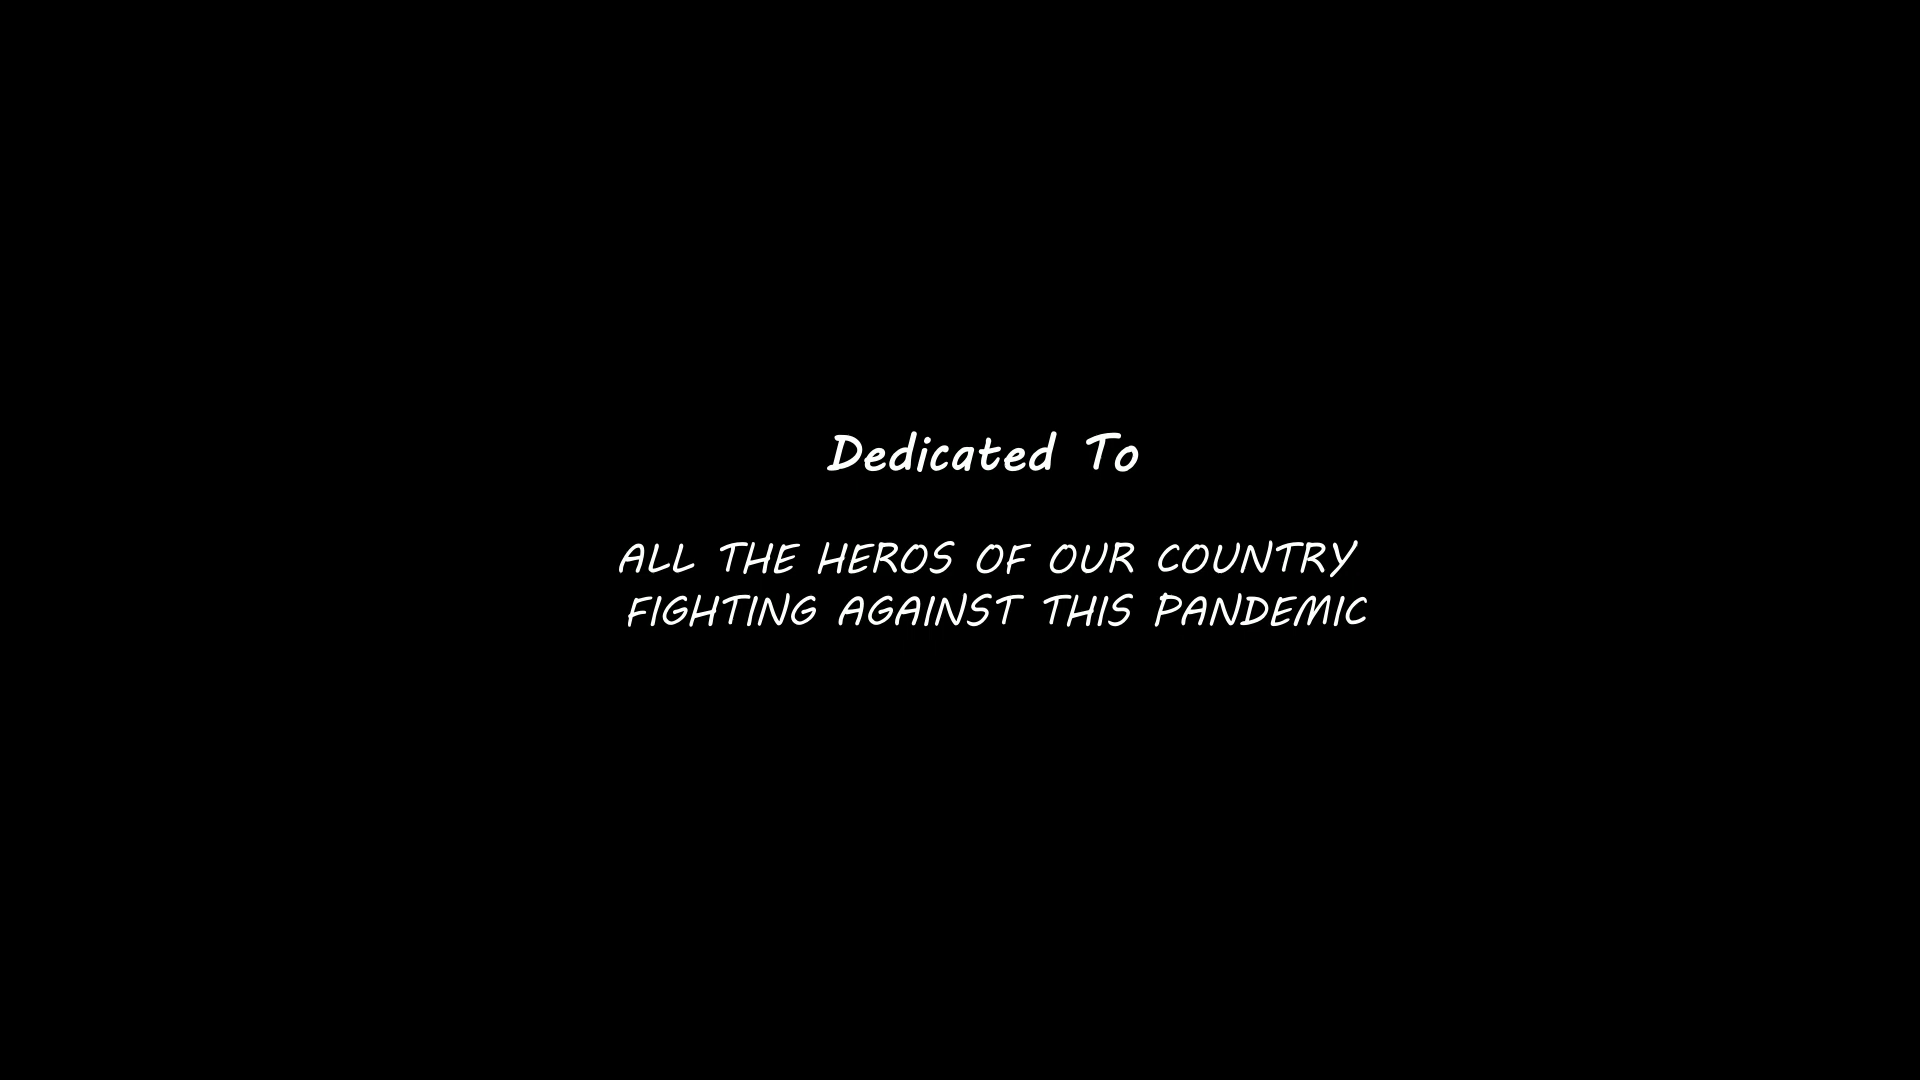 Dedicated To
ALL THE HEROS OF OUR COUNTRY
FIGHTING AGAINST THIS PANDEMIC